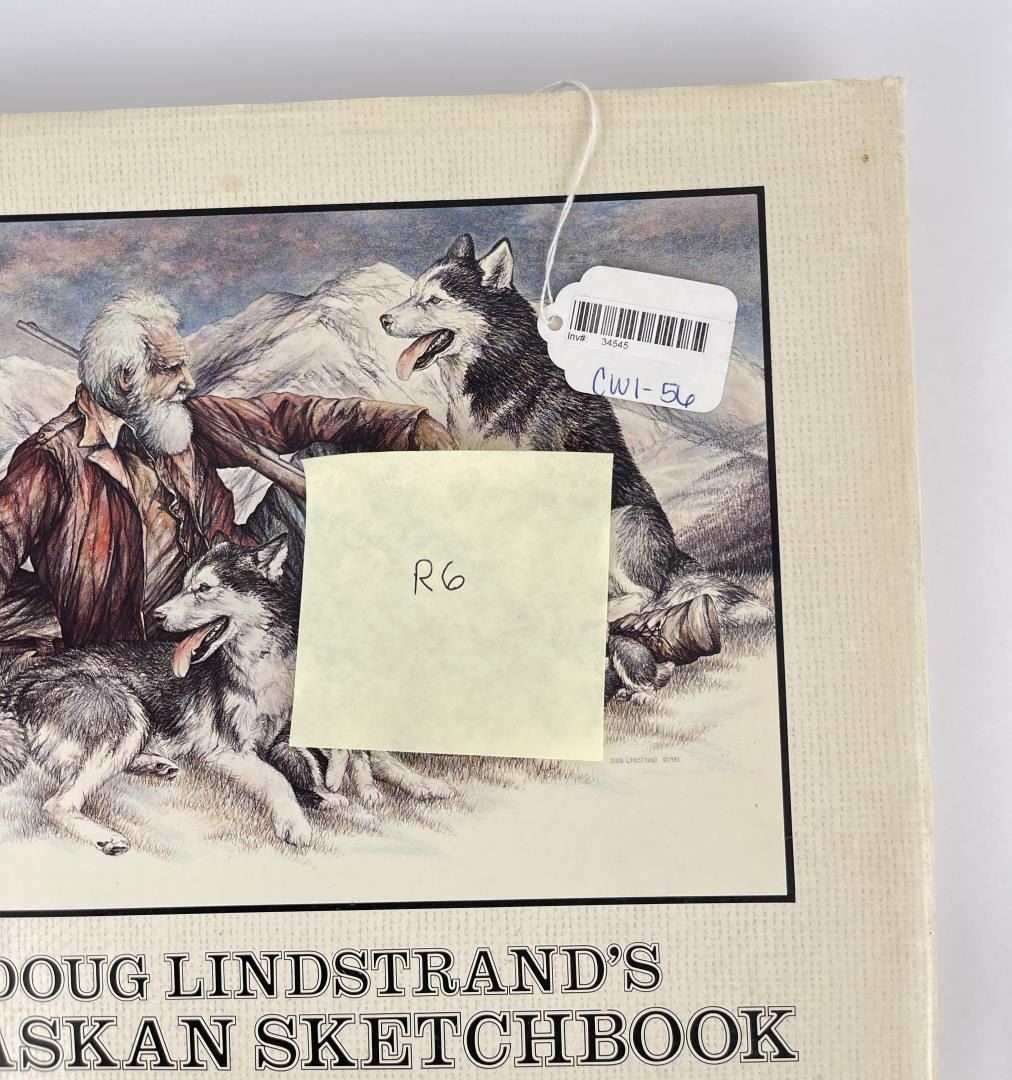 Inv#: 34545
CW1-56
R6
DOUG LINDSTRAND ©1981
DOUG LINDSTRAND'S
ASKAN SKETCHBOOK